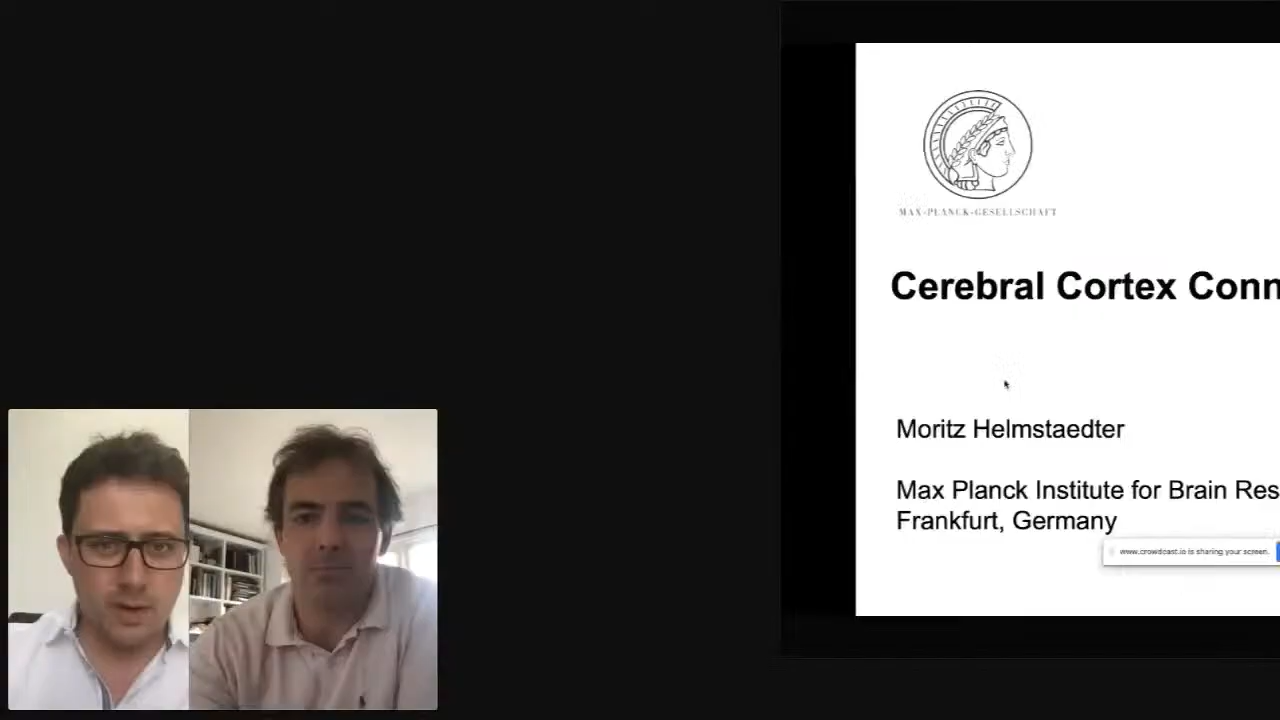 MAX-PLANCK-GESELLSCHAFT
Cerebral Cortex Conn
Moritz Helmstaedter
Max Planck Institute for Brain Res
Frankfurt, Germany
www.crowdcast.io is sharing your screen.